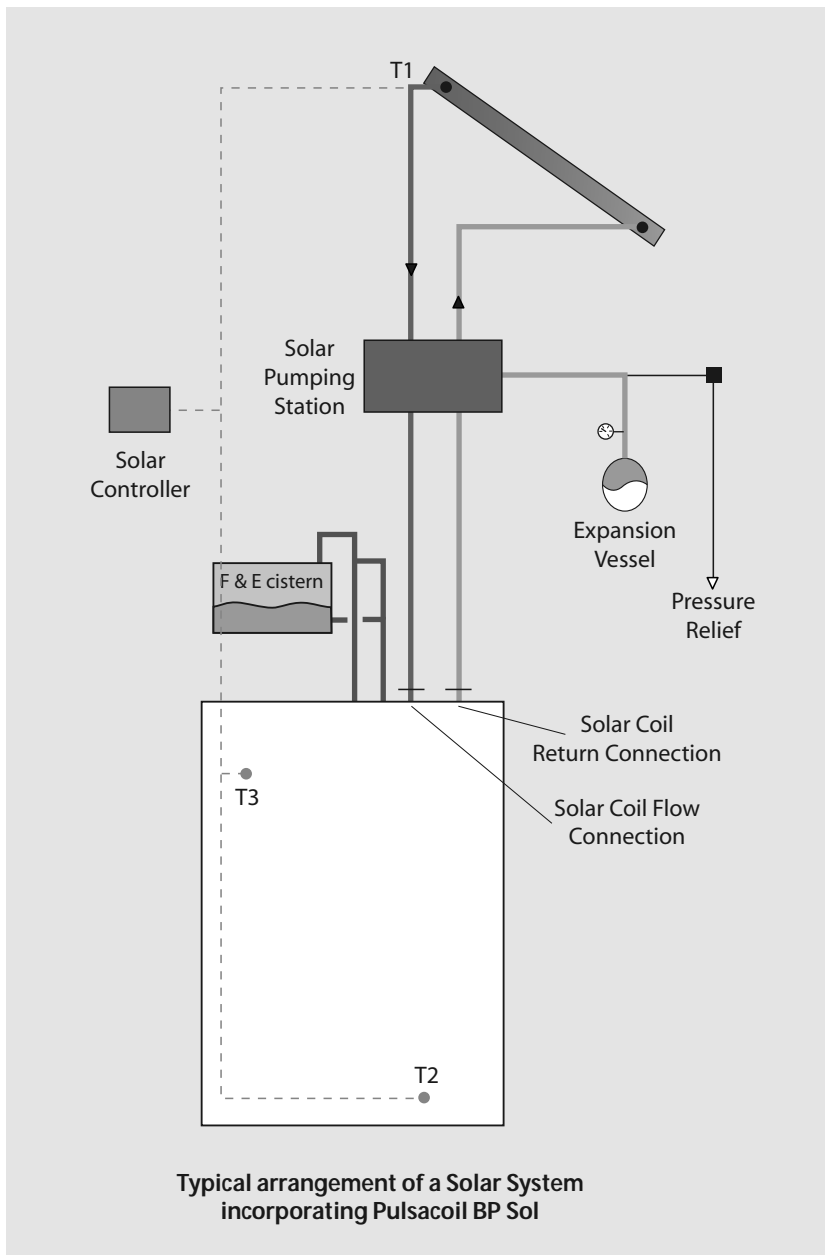 T1
Solar
Pumping
Station
Solar
Controller
Expansion
Vessel
F & E cistern
Pressure
Relief
Solar Coil
Return Connection
T3
Solar Coil Flow
Connection
T2
Typical arrangement of a Solar System
incorporating Pulsacoil BP Sol